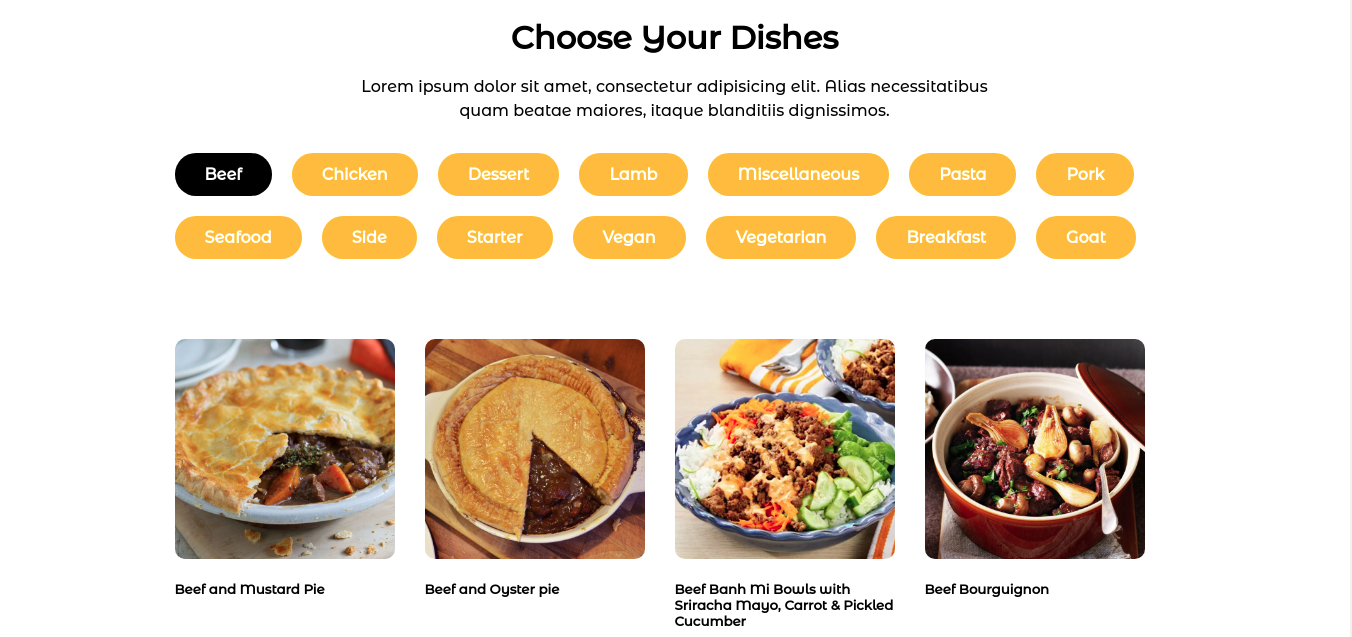 Choose Your Dishes
Lorem ipsum dolor sit amet, consectetur adipisicing elit. Alias necessitatibus
quam beatae maiores, itaque blanditiis dignissimos.
Beef Chicken Dessert Lamb Miscellaneous Pasta Pork
Seafood Side Starter Vegan Vegetarian Breakfast Goat
Beef and Mustard Pie
Beef and Oyster pie
Beef Banh Mi Bowls with
Sriracha Mayo, Carrot & Pickled
Cucumber
Beef Bourguignon